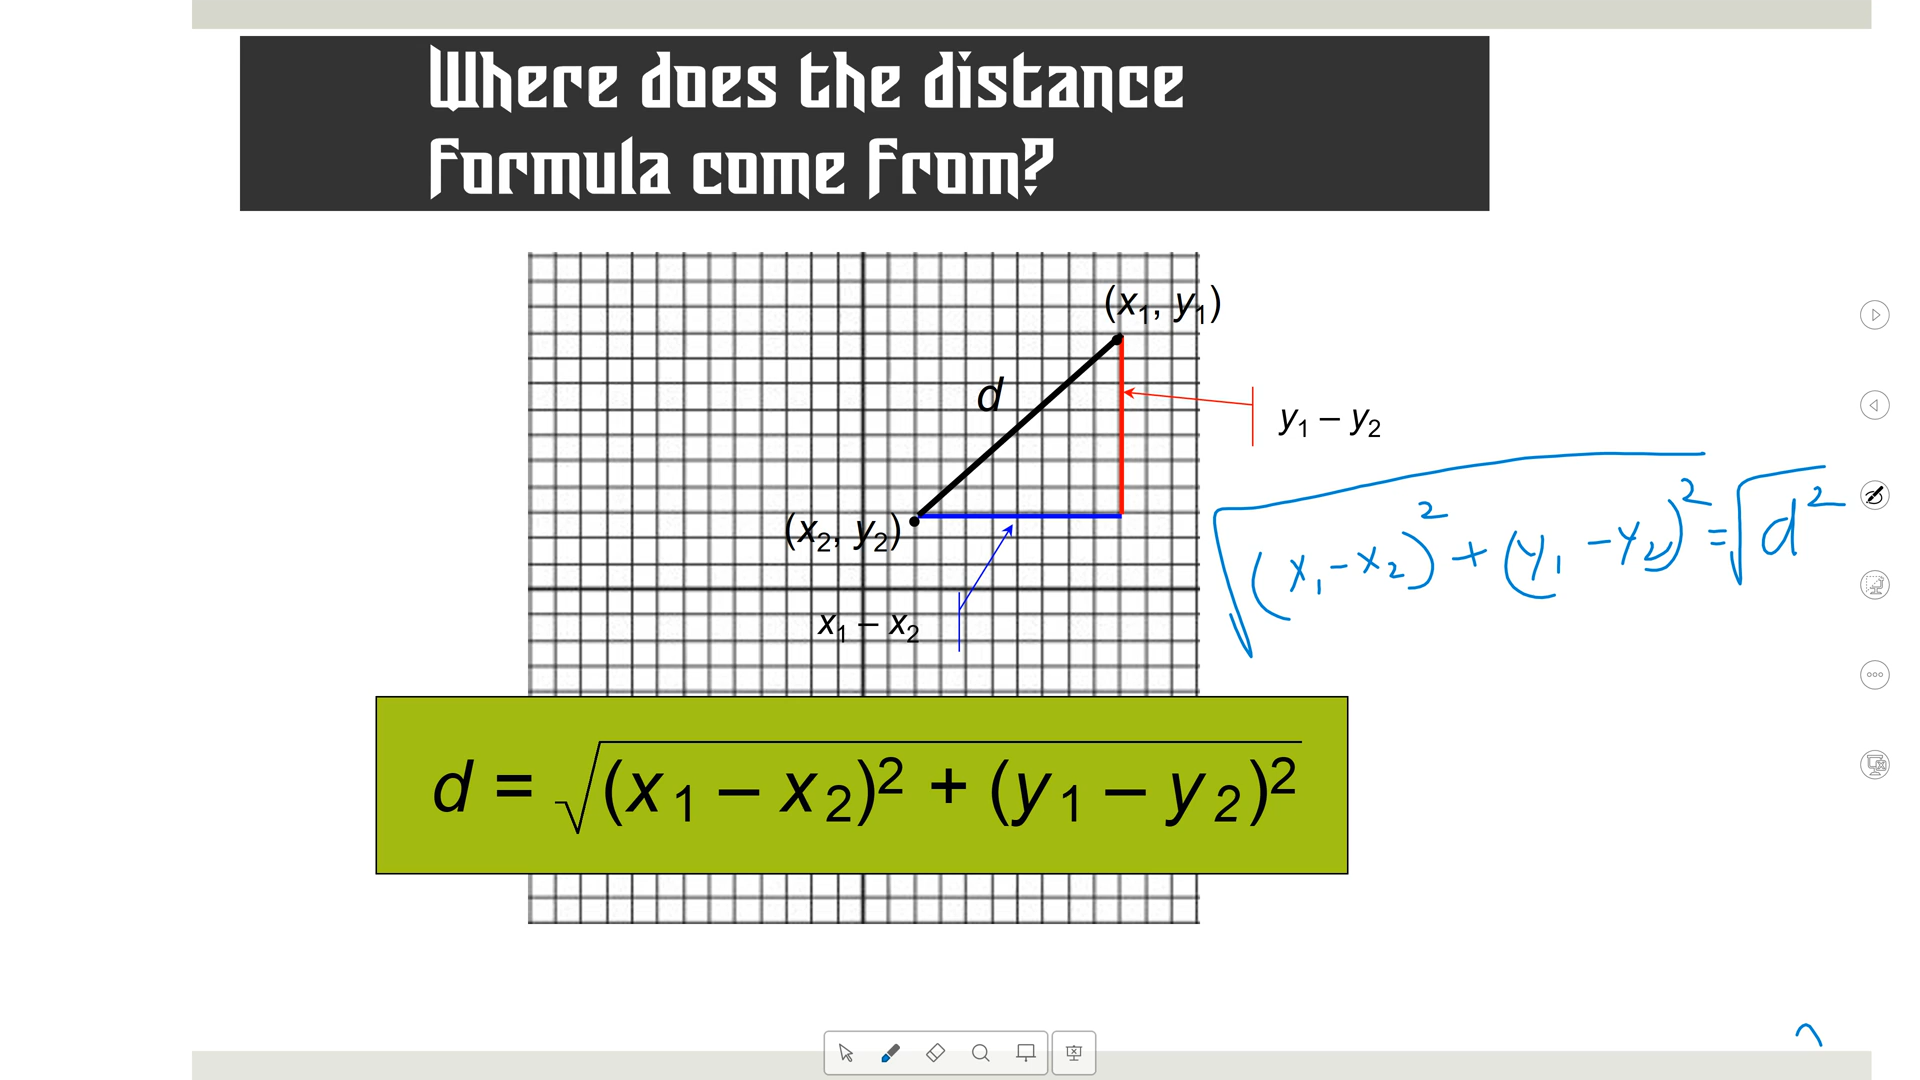 Where does the distance
formula come from?
(x₁, y₁)
d
y₁ – y₂
(x₂, y₂)
x₁ – x₂
√(x₁-x₂)² + (y₁-y₂)² = √d²
d = √(x₁ – x₂)² + (y₁ – y₂)²